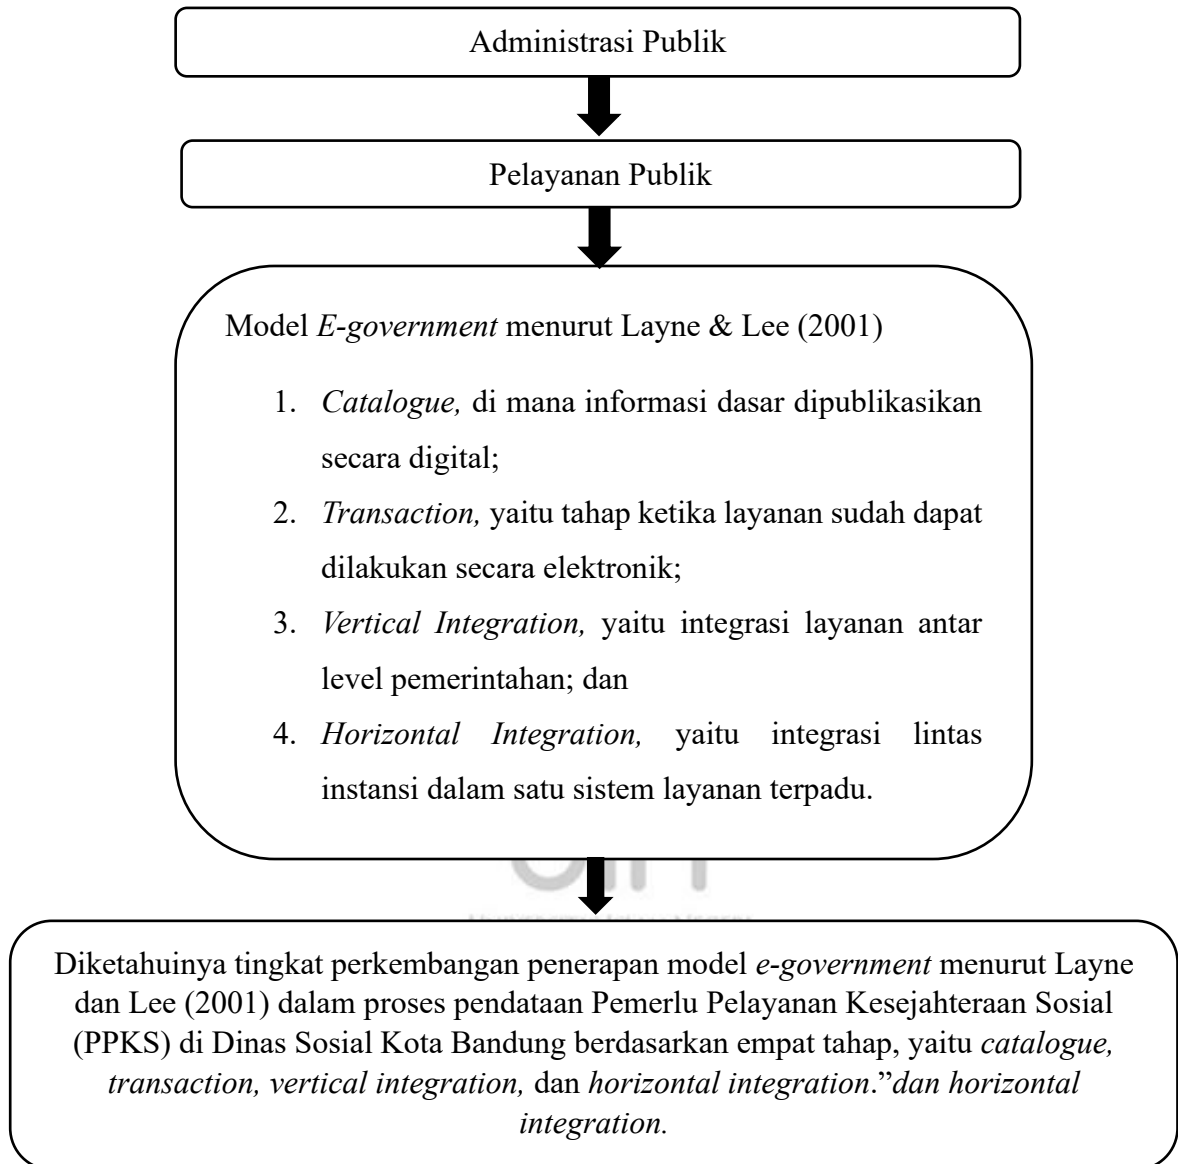 Administrasi Publik
Pelayanan Publik
Model E-government menurut Layne & Lee (2001)
1. Catalogue, di mana informasi dasar dipublikasikan
secara digital;
2. Transaction, yaitu tahap ketika layanan sudah dapat
dilakukan secara elektronik;
3. Vertical Integration, yaitu integrasi layanan antar
level pemerintahan; dan
4. Horizontal Integration, yaitu integrasi lintas
instansi dalam satu sistem layanan terpadu.
Diketahuinya tingkat perkembangan penerapan model e-government menurut Layne
dan Lee (2001) dalam proses pendataan Pemerlu Pelayanan Kesejahteraan Sosial
(PPKS) di Dinas Sosial Kota Bandung berdasarkan empat tahap, yaitu catalogue,
transaction, vertical integration, dan horizontal integration.”dan horizontal
integration.